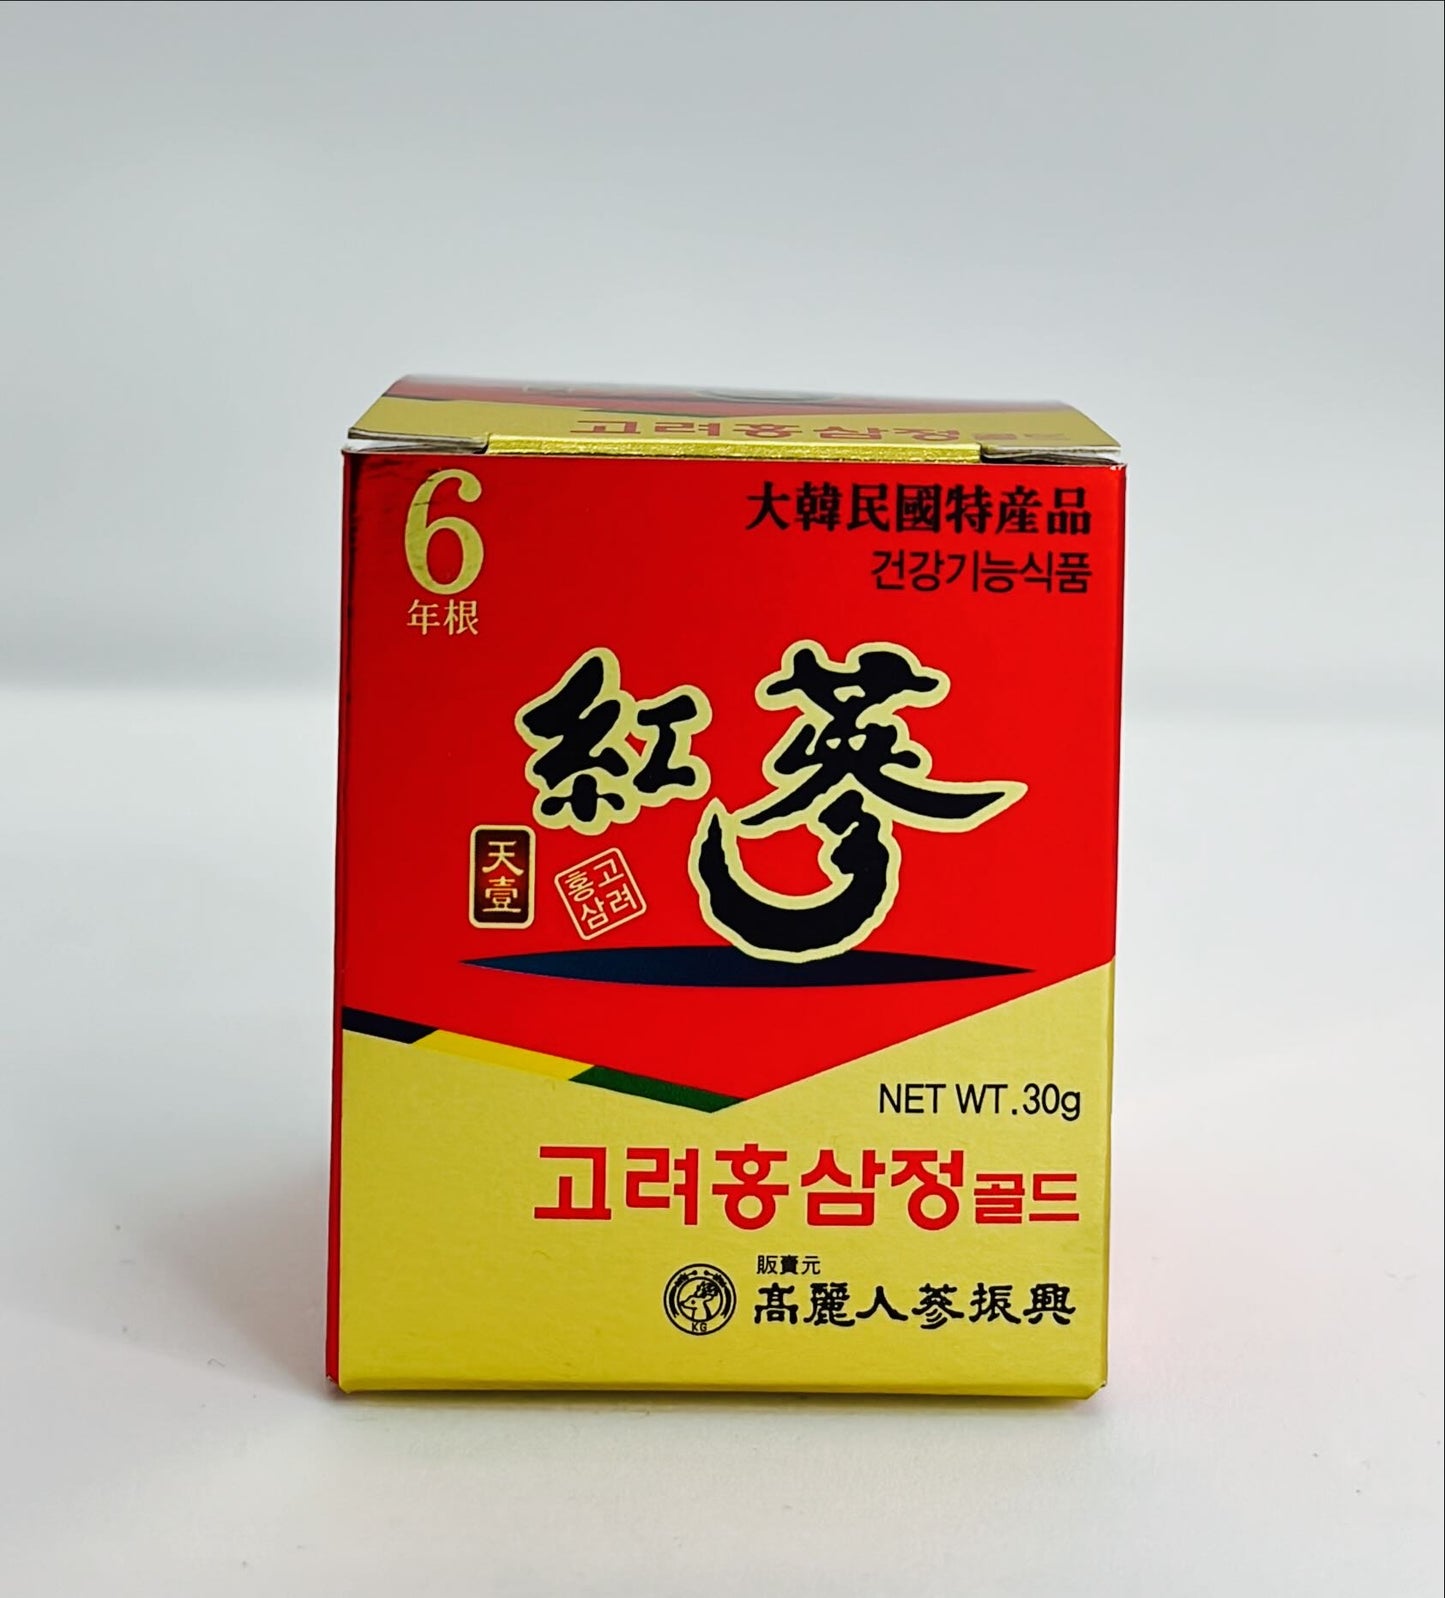 고려홍삼정골드
6
年根
大韓民國特産品
건강기능식품
紅蔘
天壹
고려
홍삼
NET WT.30g
고려홍삼정골드
販賣元
KG
高麗人蔘振興